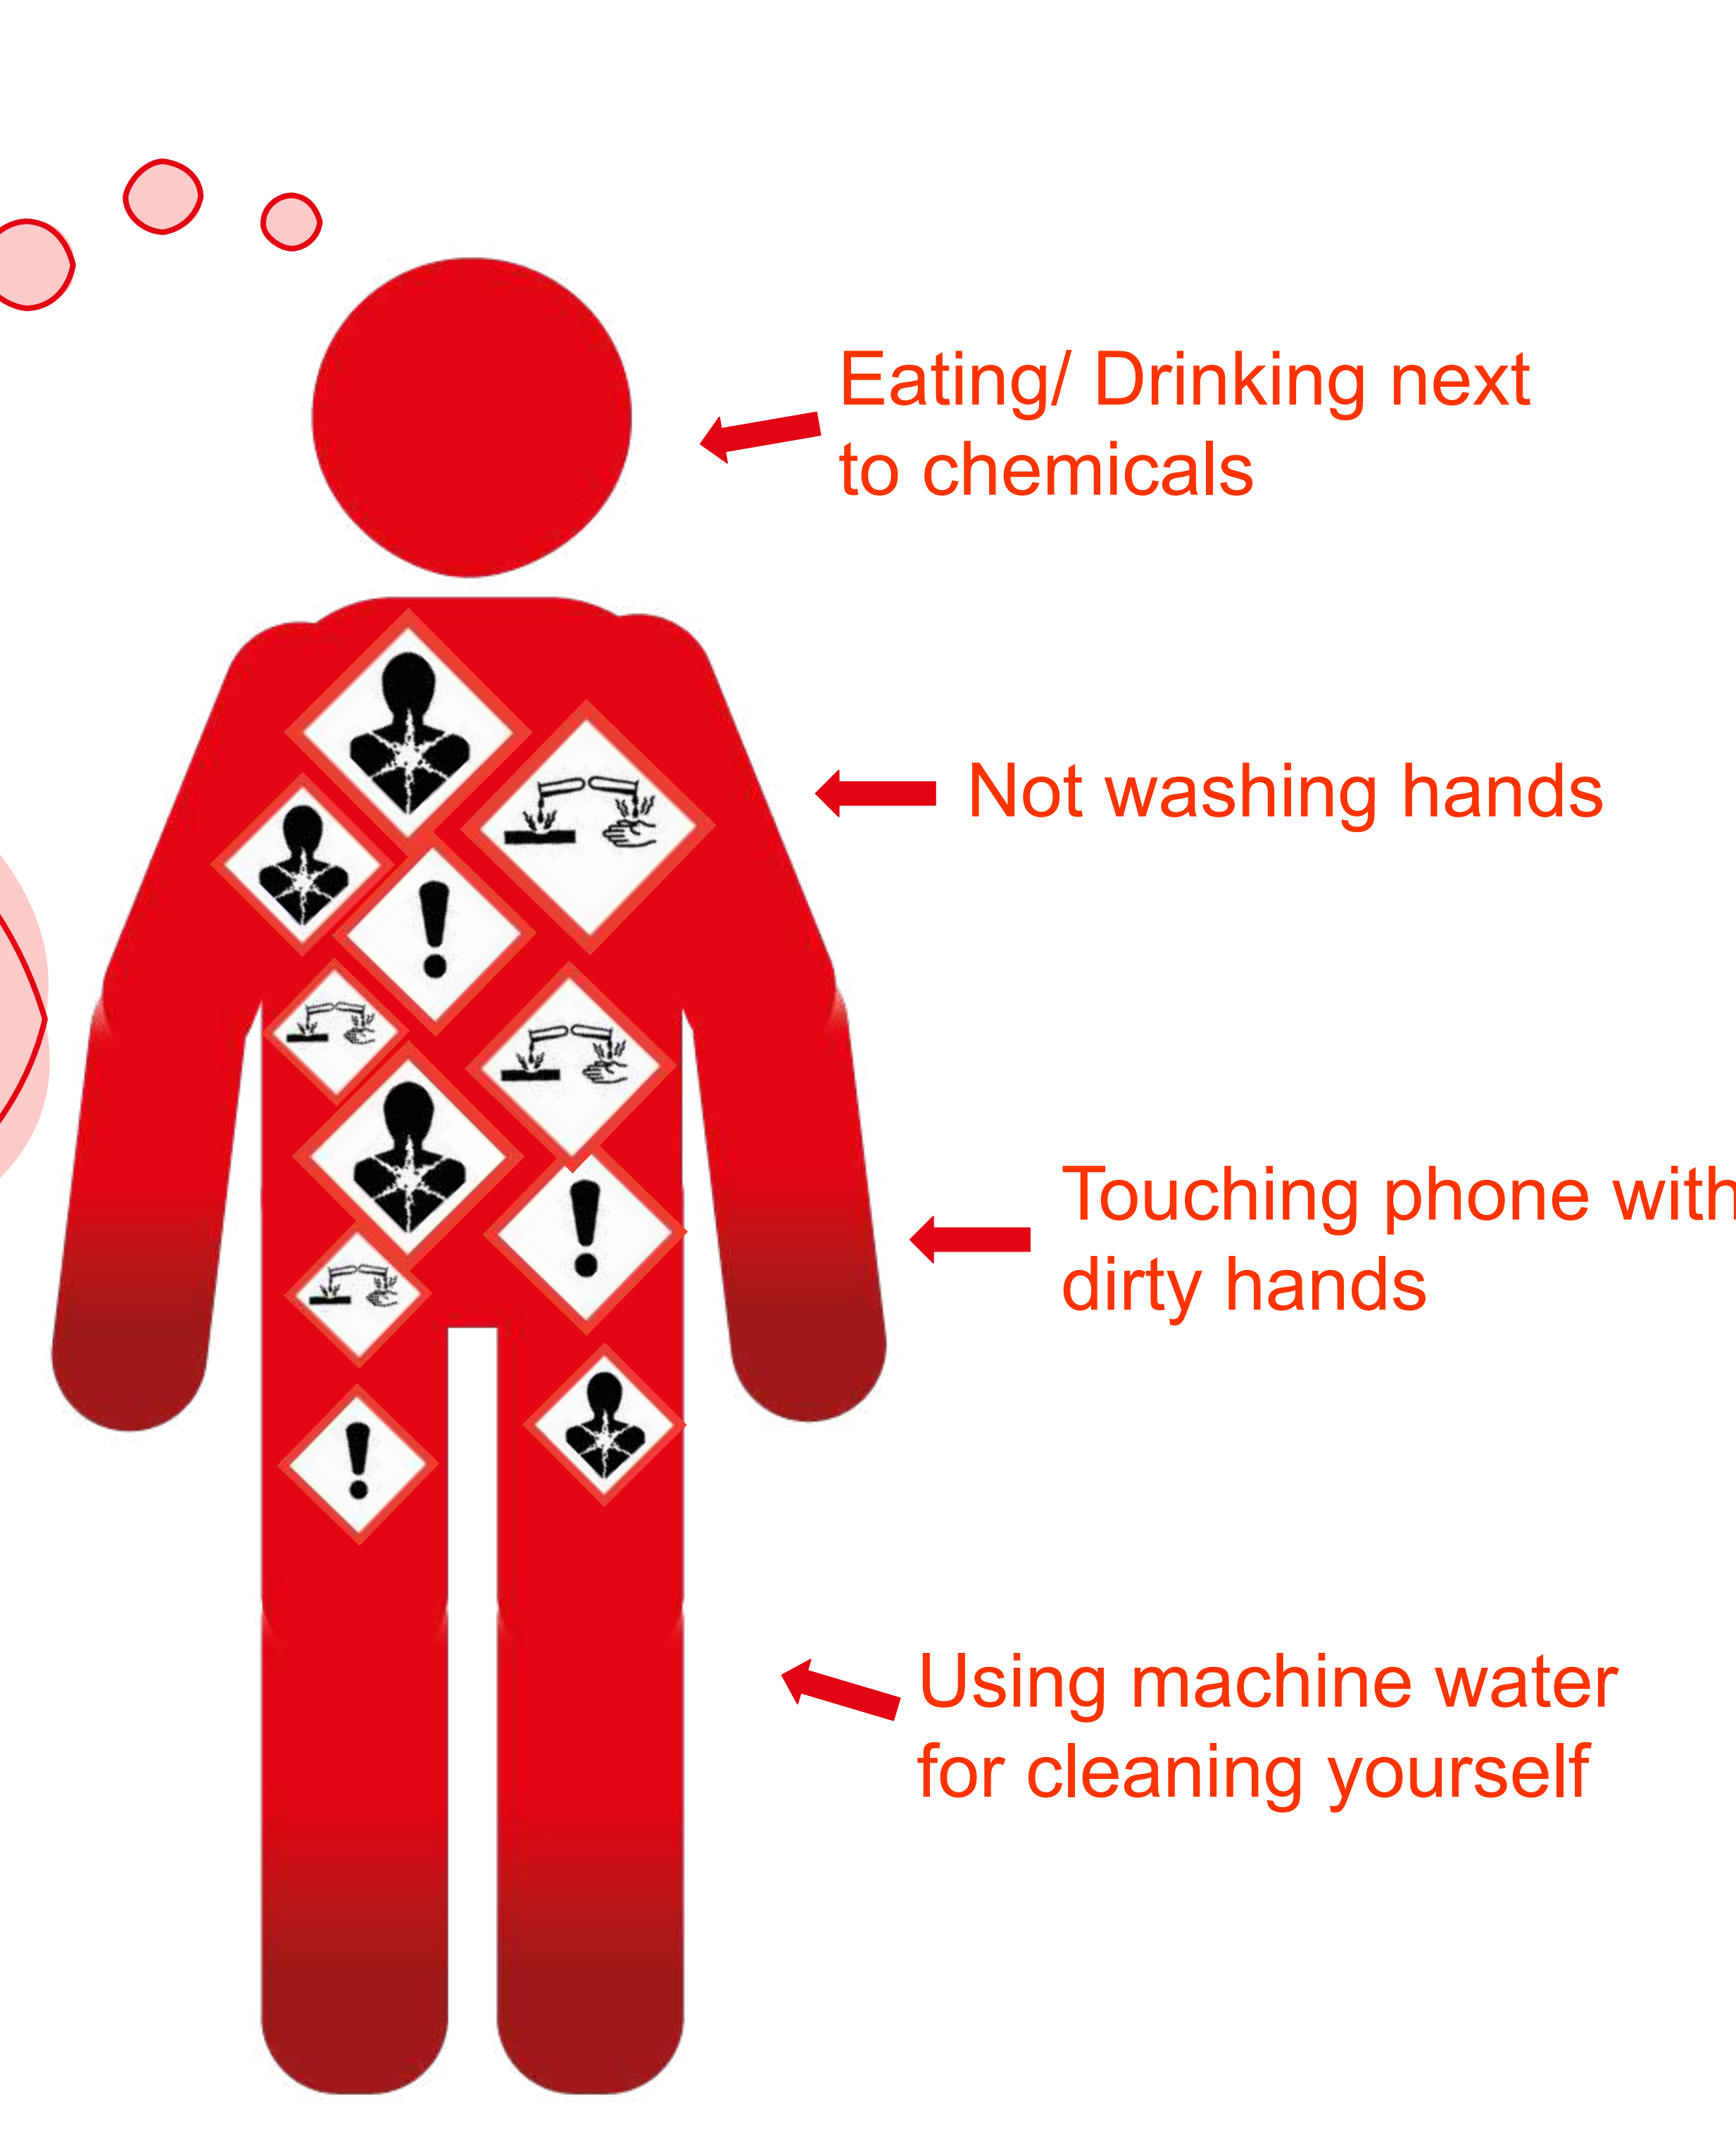 Eating/ Drinking next
to chemicals
Not washing hands
Touching phone with
dirty hands
Using machine water
for cleaning yourself